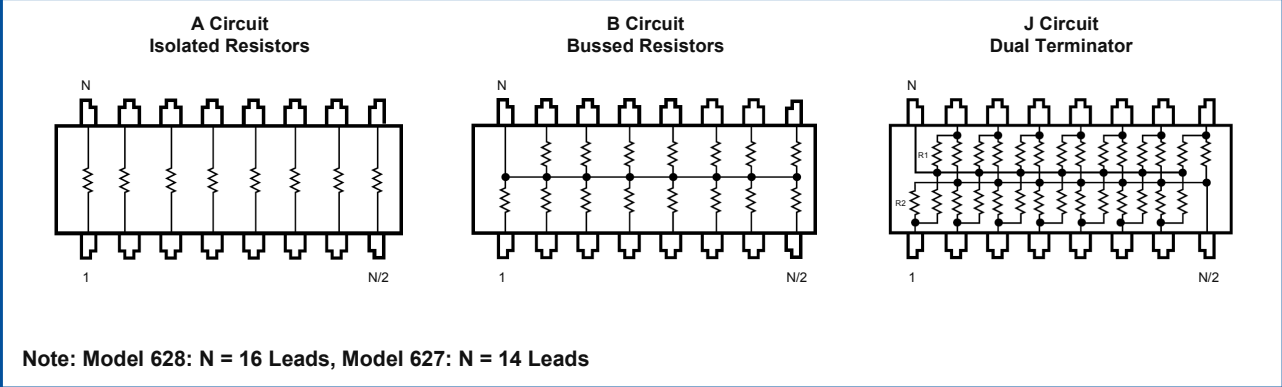 A Circuit
Isolated Resistors
B Circuit
Bussed Resistors
J Circuit
Dual Terminator
N
N
N
R1
R2
1
N/2
1
N/2
1
N/2
Note: Model 628: N = 16 Leads, Model 627: N = 14 Leads